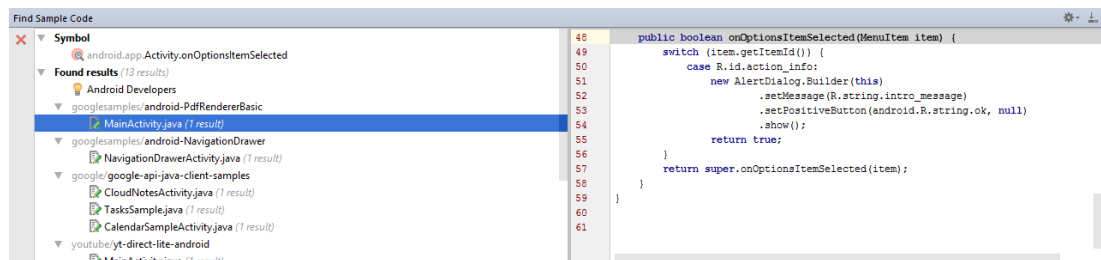 Find Sample Code
Symbol
android.app.Activity.onOptionsItemSelected
Found results (13 results)
Android Developers
googlesamples/android-PdfRendererBasic
MainActivity.java (1 result)
googlesamples/android-NavigationDrawer
NavigationDrawerActivity.java (1 result)
google/google-api-java-client-samples
CloudNotesActivity.java (1 result)
TasksSample.java (1 result)
CalendarSampleActivity.java (1 result)
youtube/yt-direct-lite-android
MainActivity.java (1 result)
48 public boolean onOptionsItemSelected(MenuItem item) {
49 switch (item.getItemId()) {
50 case R.id.action_info:
51 new AlertDialog.Builder(this)
52 .setMessage(R.string.intro_message)
53 .setPositiveButton(android.R.string.ok, null)
54 .show();
55 return true;
56 }
57 return super.onOptionsItemSelected(item);
58 }
59 }
60
61